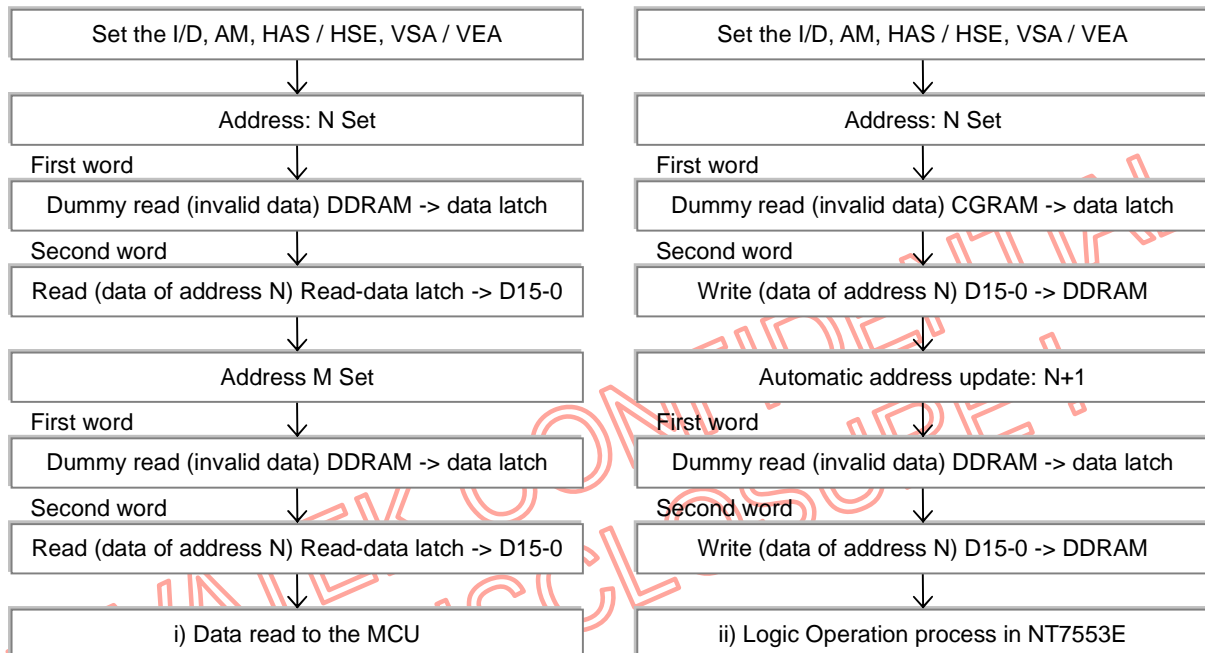 Set the I/D, AM, HAS / HSE, VSA / VEA
Address: N Set
First word
Dummy read (invalid data) DDRAM -> data latch
Second word
Read (data of address N) Read-data latch -> D15-0
Address M Set
First word
Dummy read (invalid data) DDRAM -> data latch
Second word
Read (data of address N) Read-data latch -> D15-0
i) Data read to the MCU
Set the I/D, AM, HAS / HSE, VSA / VEA
Address: N Set
First word
Dummy read (invalid data) CGRAM -> data latch
Second word
Write (data of address N) D15-0 -> DDRAM
Automatic address update: N+1
First word
Dummy read (invalid data) DDRAM -> data latch
Second word
Write (data of address N) D15-0 -> DDRAM
ii) Logic Operation process in NT7553E